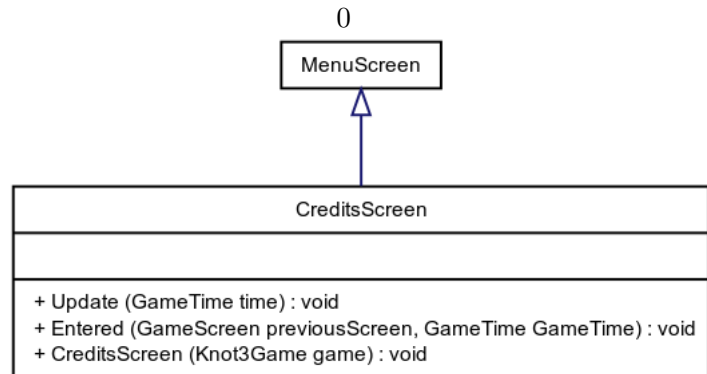 0
MenuScreen
CreditsScreen
+ Update (GameTime time) : void
+ Entered (GameScreen previousScreen, GameTime GameTime) : void
+ CreditsScreen (Knot3Game game) : void